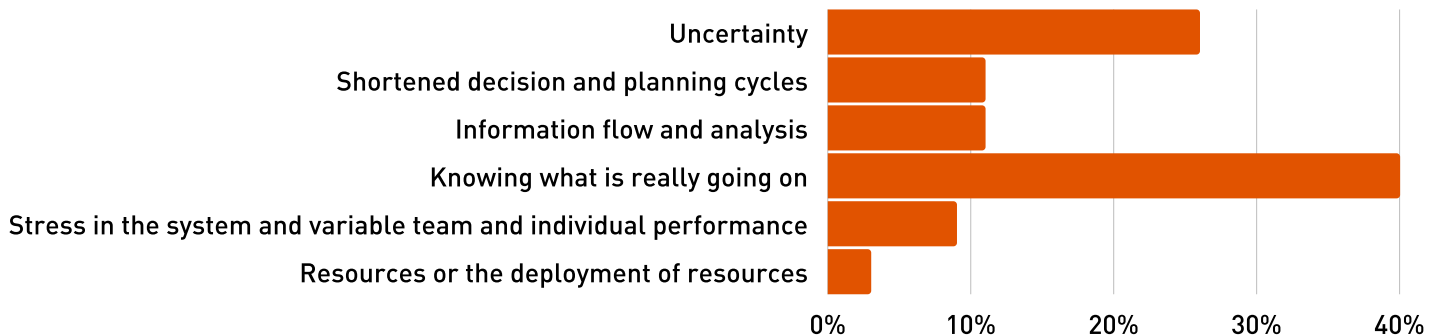 Uncertainty
Shortened decision and planning cycles
Information flow and analysis
Knowing what is really going on
Stress in the system and variable team and individual performance
Resources or the deployment of resources
0% 10% 20% 30% 40%